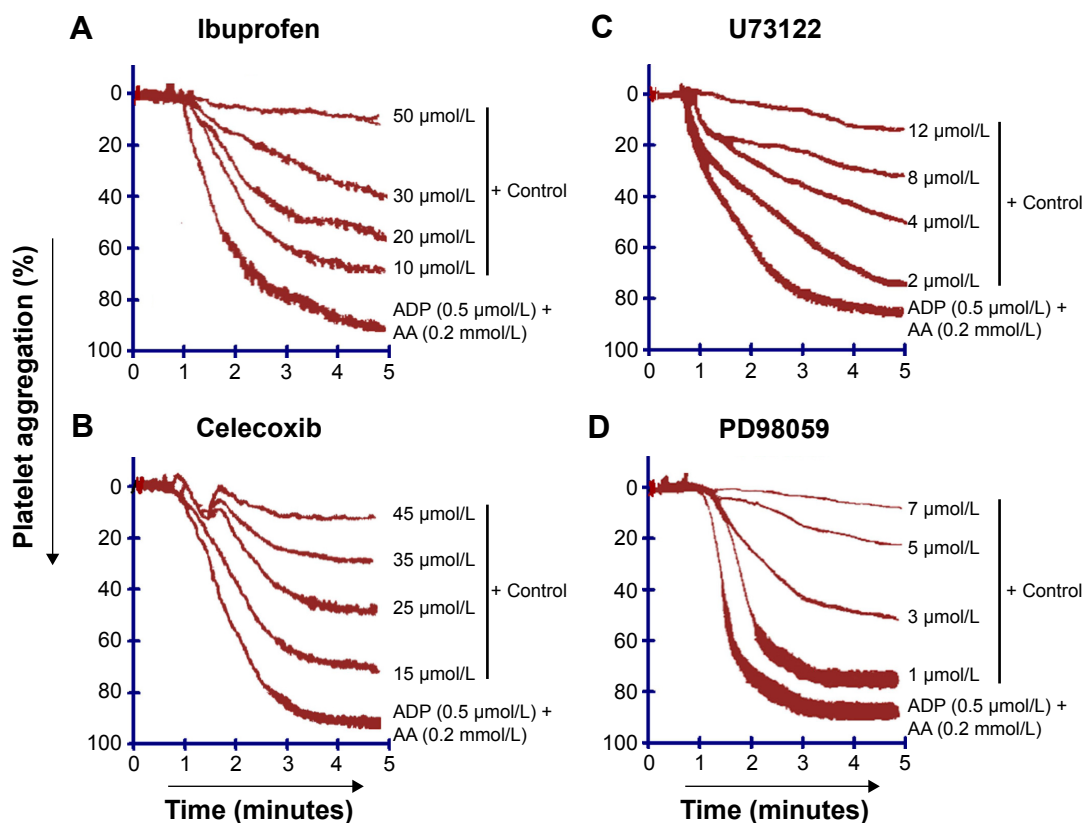 A
Ibuprofen
0
20
40
60
80
100
0
1
2
3
4
5
50 µmol/L
30 µmol/L
20 µmol/L
10 µmol/L
+ Control
ADP (0.5 µmol/L) +
AA (0.2 mmol/L)
C
U73122
0
20
40
60
80
100
0
1
2
3
4
5
12 µmol/L
8 µmol/L
4 µmol/L
2 µmol/L
+ Control
ADP (0.5 µmol/L) +
AA (0.2 mmol/L)
Platelet aggregation (%)
B
Celecoxib
0
20
40
60
80
100
0
1
2
3
4
5
45 µmol/L
35 µmol/L
25 µmol/L
15 µmol/L
+ Control
ADP (0.5 µmol/L) +
AA (0.2 mmol/L)
Time (minutes)
D
PD98059
0
20
40
60
80
100
0
1
2
3
4
5
7 µmol/L
5 µmol/L
3 µmol/L
1 µmol/L
+ Control
ADP (0.5 µmol/L) +
AA (0.2 mmol/L)
Time (minutes)